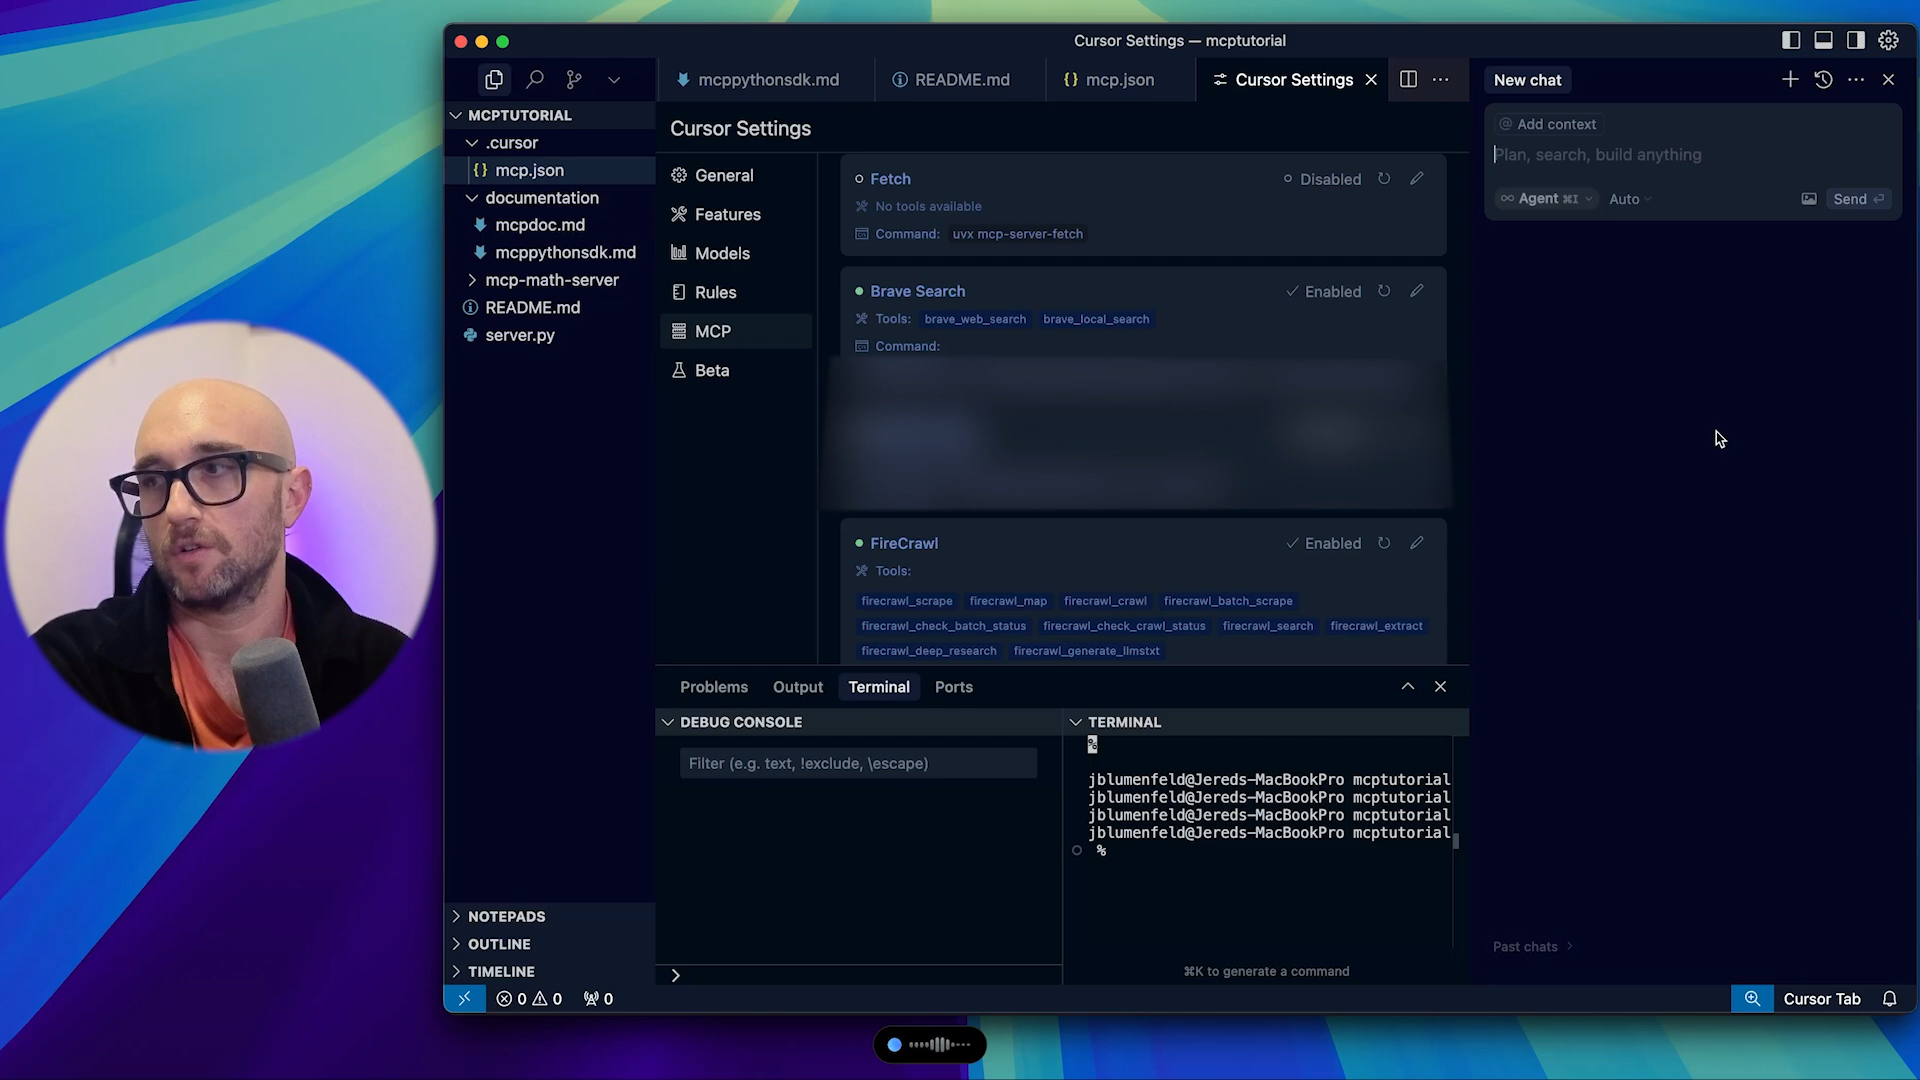 Cursor Settings — mcptutorial
mcppythonsdk.md
README.md
mcp.json
Cursor Settings
MCPTUTORIAL
.cursor
mcp.json
documentation
mcpdoc.md
mcppythonsdk.md
mcp-math-server
README.md
server.py
NOTEPADS
OUTLINE
TIMELINE
Cursor Settings
General
Features
Models
Rules
MCP
Beta
Fetch
Disabled
No tools available
Command: uvx mcp-server-fetch
Brave Search
Enabled
Tools: brave_web_search brave_local_search
Command:
FireCrawl
Enabled
Tools:
firecrawl_scrape firecrawl_map firecrawl_crawl firecrawl_batch_scrape
firecrawl_check_batch_status firecrawl_check_crawl_status firecrawl_search firecrawl_extract
firecrawl_deep_research firecrawl_generate_llmstxt
Problems Output Terminal Ports
DEBUG CONSOLE
Filter (e.g. text, !exclude, \escape)
TERMINAL
%
jblumenfeld@Jereds-MacBookPro mcptutorial
jblumenfeld@Jereds-MacBookPro mcptutorial
jblumenfeld@Jereds-MacBookPro mcptutorial
jblumenfeld@Jereds-MacBookPro mcptutorial
%
⌘K to generate a command
New chat
@ Add context
Plan, search, build anything
Agent ⌘I
Auto
Send
Past chats
0 0 0
Cursor Tab